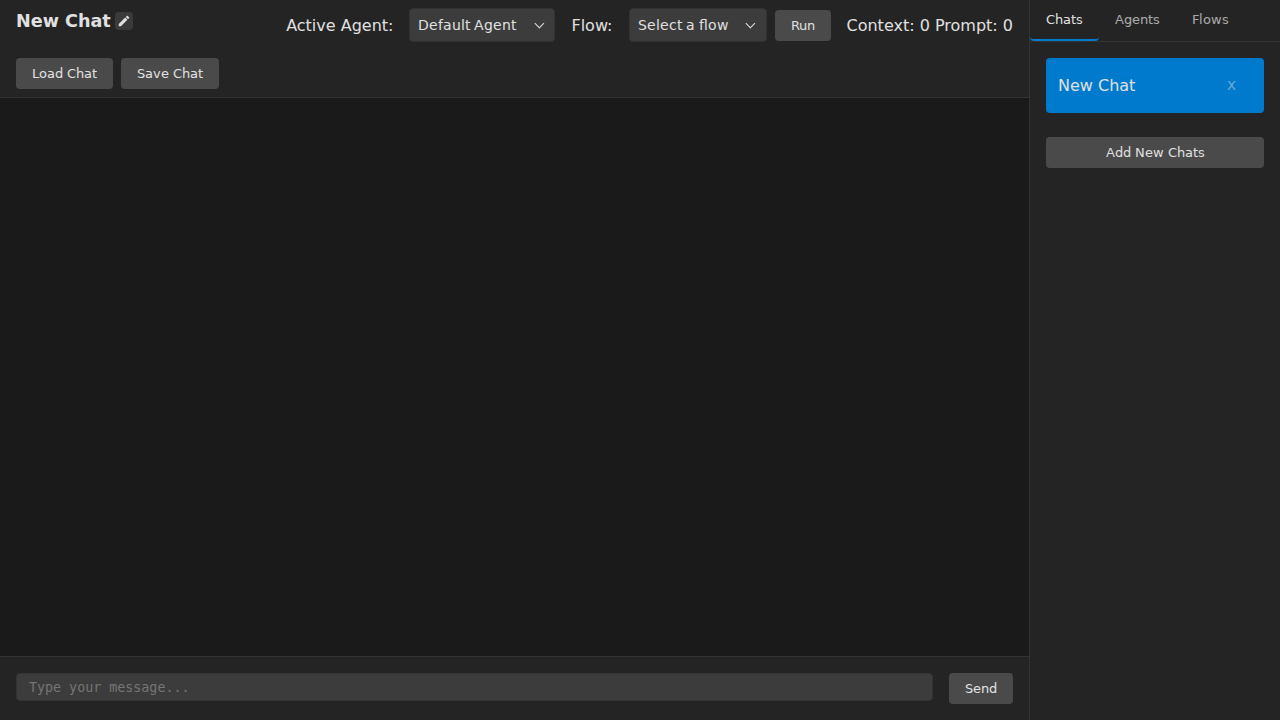 New Chat
Active Agent: Default Agent Flow: Select a flow Run Context: 0 Prompt: 0
Load Chat Save Chat
Type your message... Send
Chats Agents Flows
New Chat X
Add New Chats